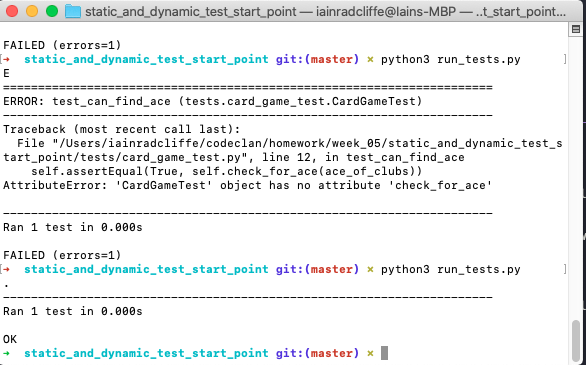 static_and_dynamic_test_start_point — iainradcliffe@Iains-MBP — ..t_start_point...
FAILED (errors=1)
[→  static_and_dynamic_test_start_point git:(master) × python3 run_tests.py      ]
E
======================================================================
ERROR: test_can_find_ace (tests.card_game_test.CardGameTest)
----------------------------------------------------------------------
Traceback (most recent call last):
  File "/Users/iainradcliffe/codeclan/homework/week_05/static_and_dynamic_test_s
tart_point/tests/card_game_test.py", line 12, in test_can_find_ace
    self.assertEqual(True, self.check_for_ace(ace_of_clubs))
AttributeError: 'CardGameTest' object has no attribute 'check_for_ace'
----------------------------------------------------------------------
Ran 1 test in 0.000s
FAILED (errors=1)
[→  static_and_dynamic_test_start_point git:(master) × python3 run_tests.py      ]
.
----------------------------------------------------------------------
Ran 1 test in 0.000s
OK
→  static_and_dynamic_test_start_point git:(master) ×